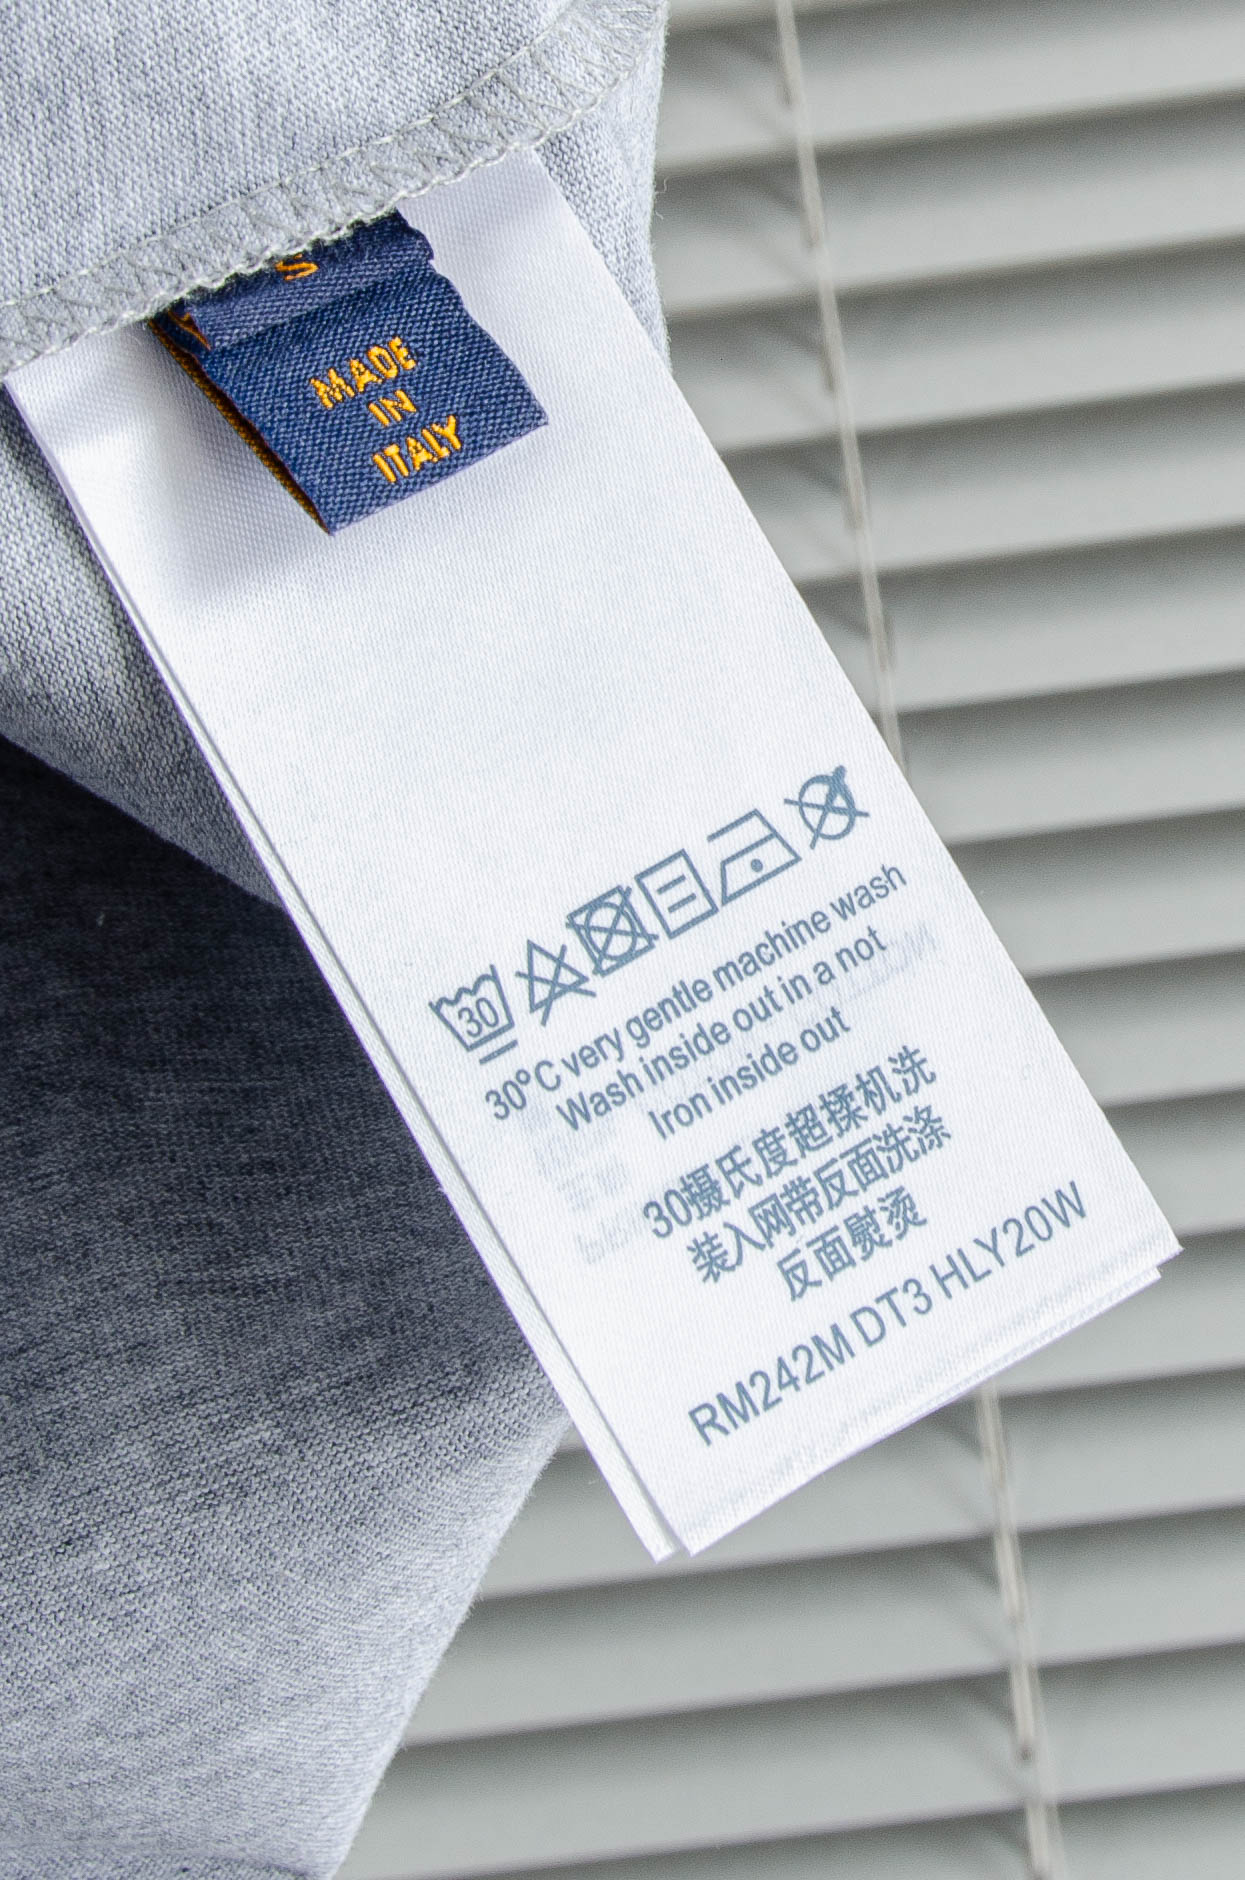 S
MADE
IN
ITALY
30
30°C very gentle machine wash
Wash inside out in a not
Iron inside out
30摄氏度超揉机洗
装入网带反面洗涤
反面熨烫
RM242M DT3 HLY20W